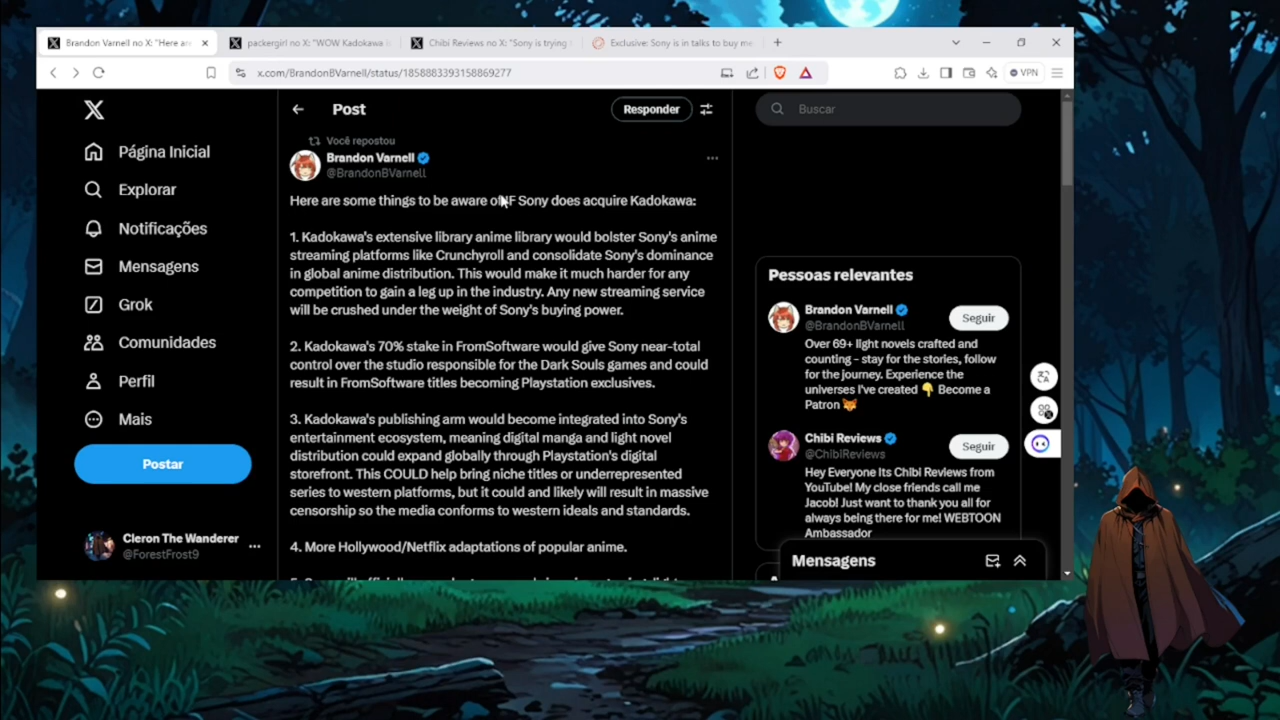 Brandon Varnell no X: "Here are
packergirl no X: "WOW Kadokawa
Chibi Reviews no X: "Sony is trying
Exclusive: Sony is in talks to buy me
x.com/BrandonBVarnell/status/1858883393158869277
VPN
X
Página Inicial
Explorar
Notificações
Mensagens
Grok
Comunidades
Perfil
Mais
Postar
Cleron The Wanderer
@ForestFrost9
Post
Responder
Você repostou
Brandon Varnell
@BrandonBVarnell
Here are some things to be aware of IF Sony does acquire Kadokawa:
1. Kadokawa's extensive library anime library would bolster Sony's anime
streaming platforms like Crunchyroll and consolidate Sony's dominance
in global anime distribution. This would make it much harder for any
competition to gain a leg up in the industry. Any new streaming service
will be crushed under the weight of Sony's buying power.
2. Kadokawa's 70% stake in FromSoftware would give Sony near-total
control over the studio responsible for the Dark Souls games and could
result in FromSoftware titles becoming Playstation exclusives.
3. Kadokawa's publishing arm would become integrated into Sony's
entertainment ecosystem, meaning digital manga and light novel
distribution could expand globally through Playstation's digital
storefront. This COULD help bring niche titles or underrepresented
series to western platforms, but it could and likely will result in massive
censorship so the media conforms to western ideals and standards.
4. More Hollywood/Netflix adaptations of popular anime.
Buscar
Pessoas relevantes
Brandon Varnell
@BrandonBVarnell
Seguir
Over 69+ light novels crafted and
counting - stay for the stories, follow
for the journey. Experience the
universes I've created 👇 Become a
Patron 🦊
Chibi Reviews
@ChibiReviews
Seguir
Hey Everyone Its Chibi Reviews from
YouTube! My close friends call me
Jacob! Just want to thank you all for
always being there for me! WEBTOON
Ambassador
Mensagens